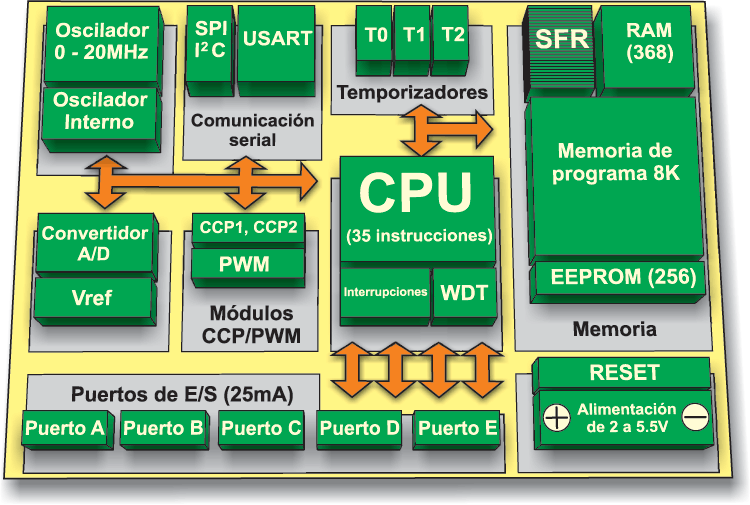 Oscilador
0 - 20MHz
Oscilador
Interno
SPI
I²C
USART
Comunicación
serial
T0
T1
T2
Temporizadores
SFR
RAM
(368)
Memoria de
programa 8K
EEPROM (256)
Memoria
CPU
(35 instrucciones)
Interrupciones
WDT
Convertidor
A/D
Vref
CCP1, CCP2
PWM
Módulos
CCP/PWM
Puertos de E/S (25mA)
Puerto A
Puerto B
Puerto C
Puerto D
Puerto E
RESET
+
Alimentación
de 2 a 5.5V
−